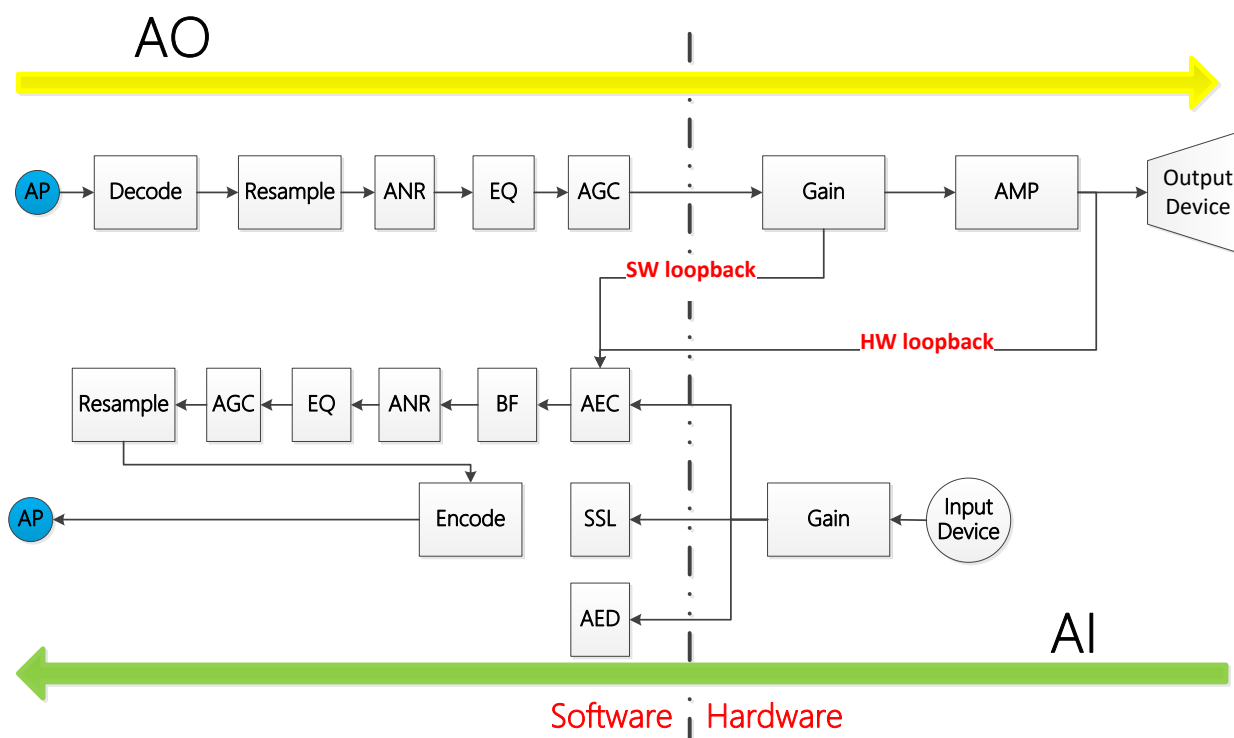 AO
AP
Decode
Resample
ANR
EQ
AGC
Gain
AMP
Output
Device
SW loopback
HW loopback
Resample
AGC
EQ
ANR
BF
AEC
AP
Encode
SSL
Gain
Input
Device
AED
AI
Software
Hardware